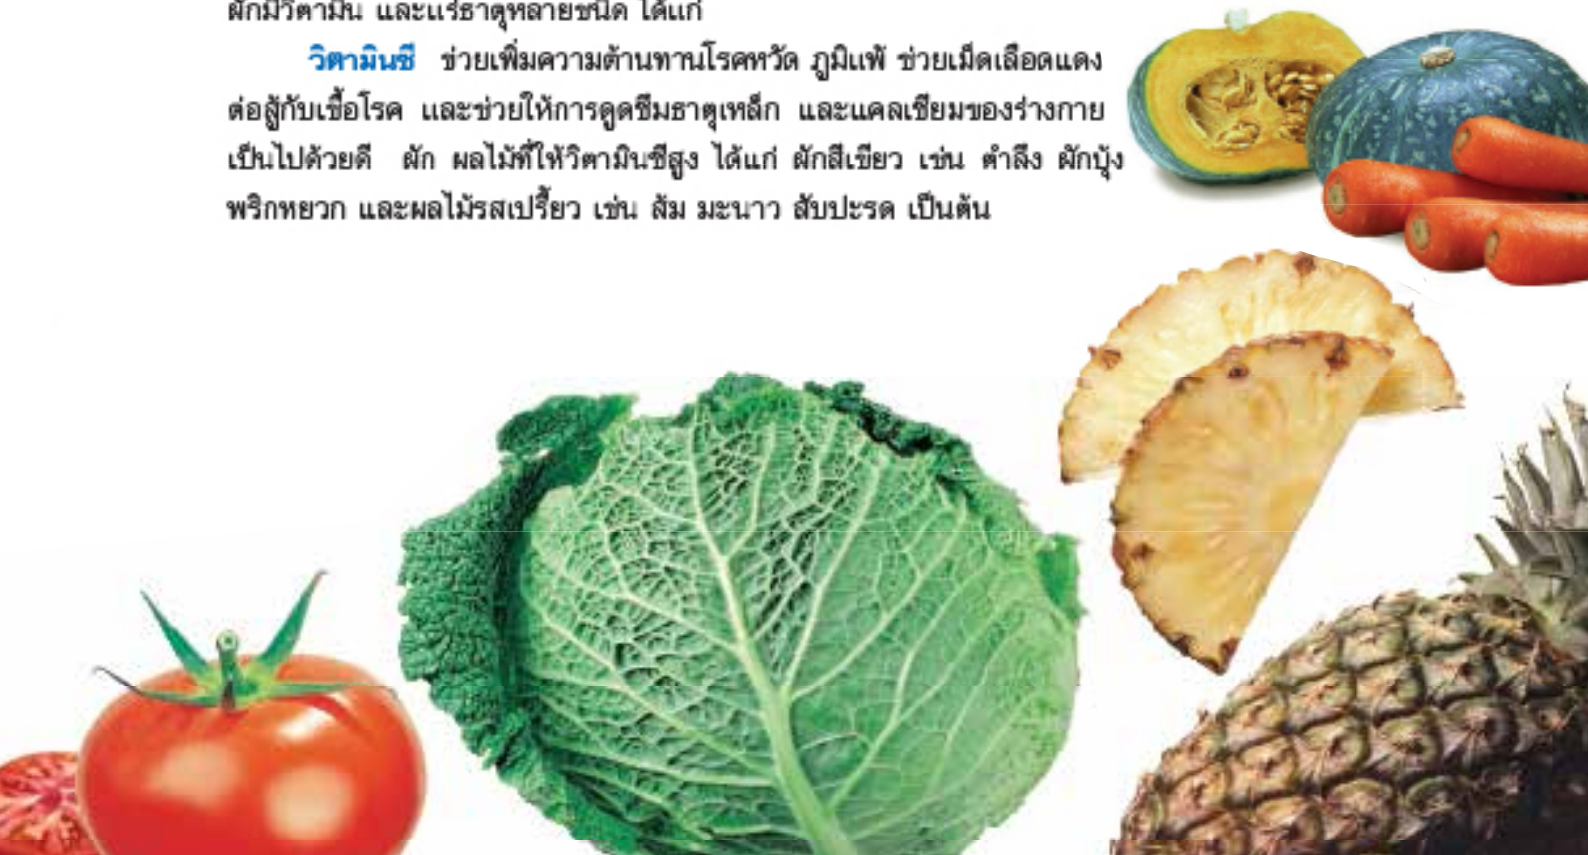 ผักมีวิตามิน และแร่ธาตุหลายชนิด ได้แก่
วิตามินซี ช่วยเพิ่มความต้านทานโรคหวัด ภูมิแพ้ ช่วยเม็ดเลือดแดง
ต่อสู้กับเชื้อโรค และช่วยให้การดูดซึมธาตุเหล็ก และแคลเซียมของร่างกาย
เป็นไปด้วยดี ผัก ผลไม้ที่ให้วิตามินซีสูง ได้แก่ ผักสีเขียว เช่น ตำลึง ผักบุ้ง
พริกหยวก และผลไม้รสเปรี้ยว เช่น ส้ม มะนาว สับปะรด เป็นต้น